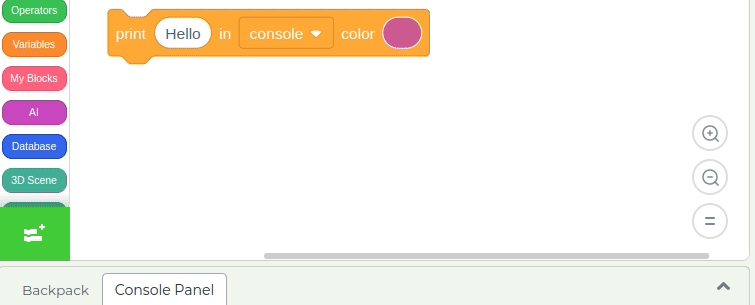 Operators
Variables
My Blocks
AI
Database
3D Scene
print Hello in console color
Backpack
Console Panel